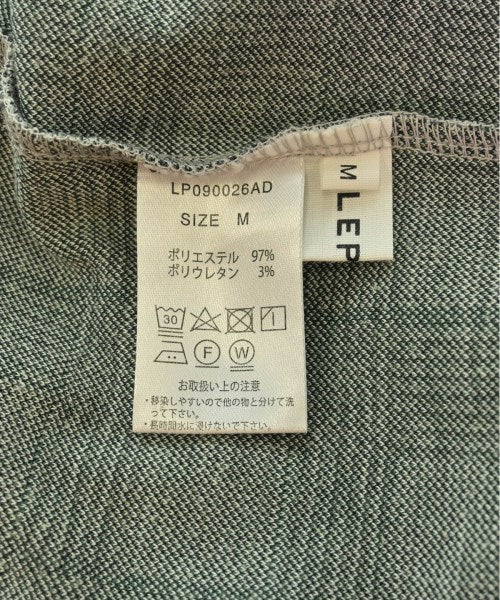 LP090026AD
SIZE M
ポリエステル 97%
ポリウレタン 3%
30
F
W
お取扱い上の注意
・移染しやすいので他の物と分けて洗
って下さい。
・長時間水に浸けないで下さい。
M
LEP